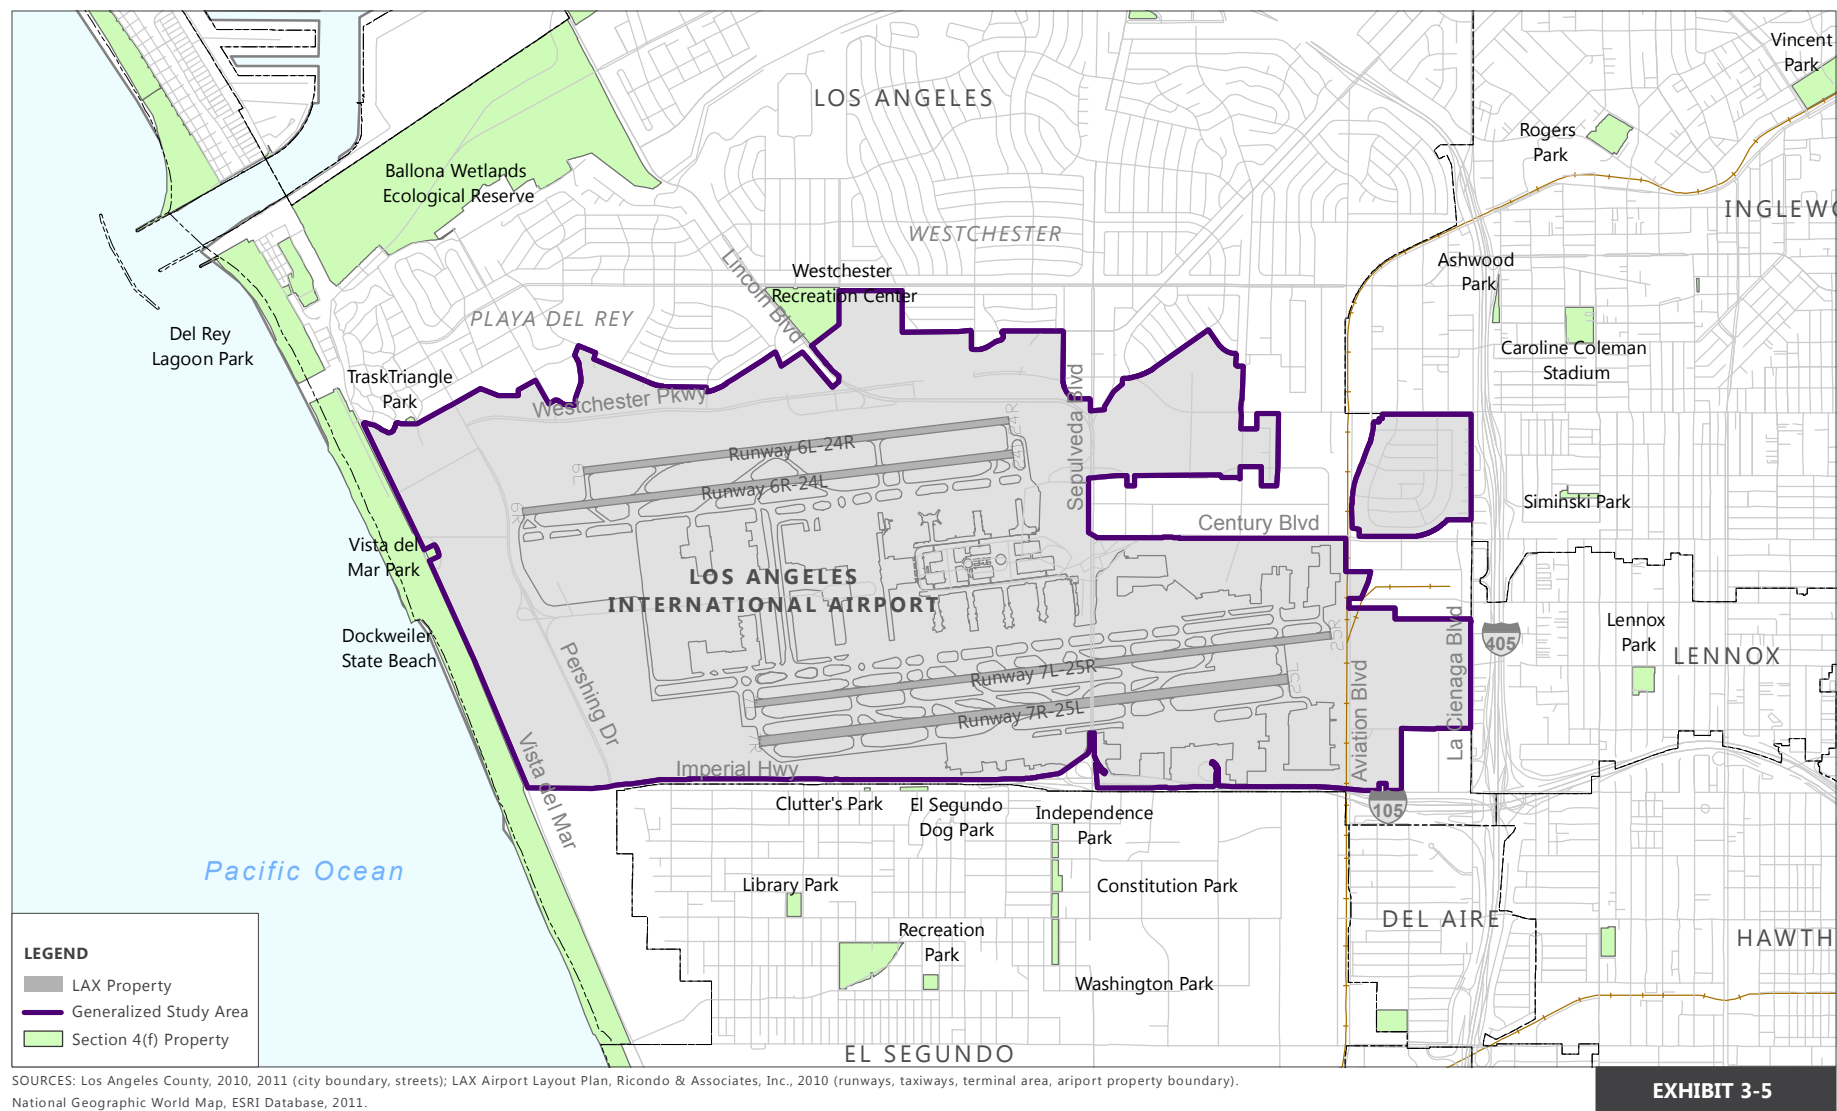 Vincent
Park
LOS ANGELES
Rogers
Park
Ballona Wetlands
Ecological Reserve
INGLEWO
WESTCHESTER
Lincoln Blvd
Westchester
Recreation Center
Ashwood
Park
PLAYA DEL REY
Del Rey
Lagoon Park
Caroline Coleman
Stadium
TraskTriangle
Park
Westchester Pkwy
Sepulveda Blvd
24R
Runway 6L-24R
24L
6L
Runway 6R-24L
6R
Siminski Park
Century Blvd
Vista del
Mar Park
LOS ANGELES
INTERNATIONAL AIRPORT
Dockweiler
State Beach
Pershing Dr
25R
Runway 7L-25R
25L
Runway 7R-25L
Aviation Blvd
La Cienaga Blvd
405
Lennox
Park
LENNOX
Vista del Mar
Imperial Hwy
105
Clutter's Park
El Segundo
Dog Park
Independence
Park
Pacific Ocean
Library Park
Constitution Park
Recreation
Park
DEL AIRE
HAWTH
Washington Park
EL SEGUNDO
LEGEND
LAX Property
Generalized Study Area
Section 4(f) Property
SOURCES: Los Angeles County, 2010, 2011 (city boundary, streets); LAX Airport Layout Plan, Ricondo & Associates, Inc., 2010 (runways, taxiways, terminal area, ariport property boundary).
National Geographic World Map, ESRI Database, 2011.
EXHIBIT 3-5